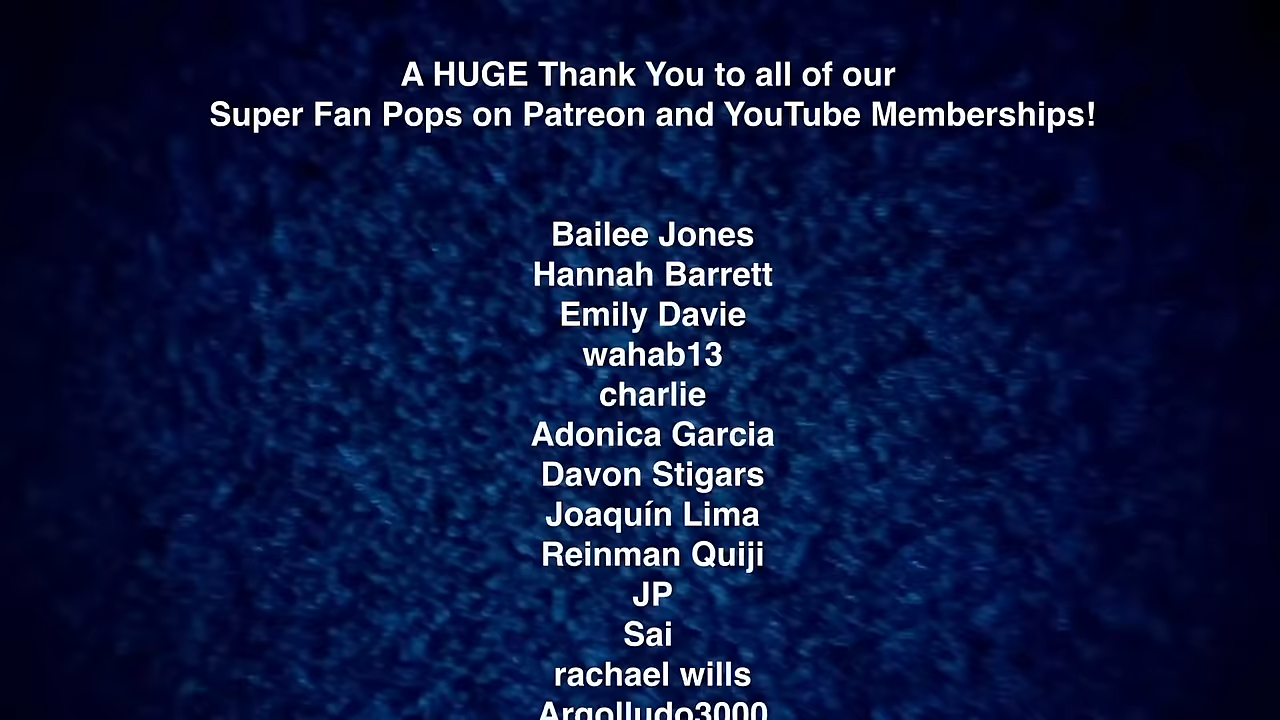 A HUGE Thank You to all of our
Super Fan Pops on Patreon and YouTube Memberships!
Bailee Jones
Hannah Barrett
Emily Davie
wahab13
charlie
Adonica Garcia
Davon Stigars
Joaquín Lima
Reinman Quiji
JP
Sai
rachael wills
Argolludo3000